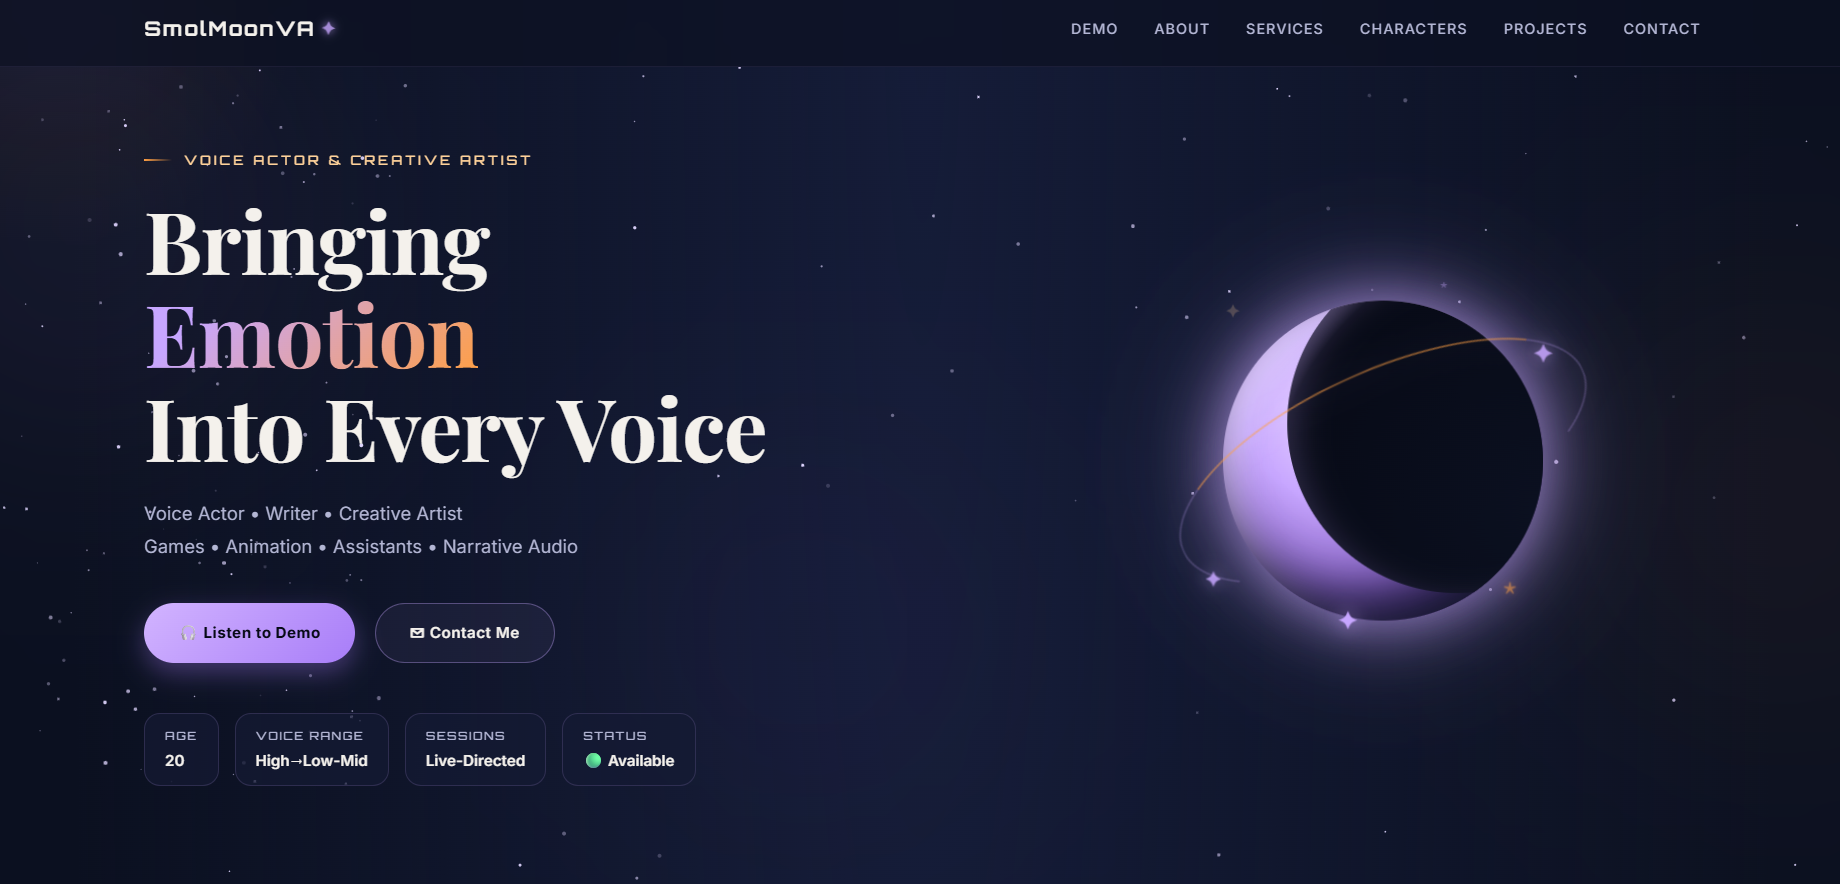 SmolMoonVA
DEMO ABOUT SERVICES CHARACTERS PROJECTS CONTACT
VOICE ACTOR & CREATIVE ARTIST
Bringing
Emotion
Into Every Voice
Voice Actor • Writer • Creative Artist
Games • Animation • Assistants • Narrative Audio
Listen to Demo
Contact Me
AGE
20
VOICE RANGE
High→Low-Mid
SESSIONS
Live-Directed
STATUS
Available